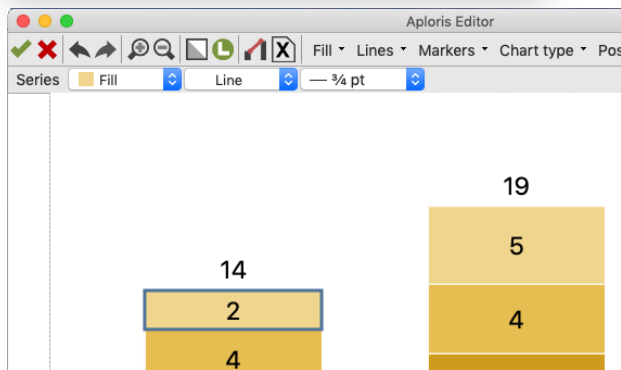 Aploris Editor
L X Fill Lines Markers Chart type Pos
Series Fill Line ¾ pt
19
5
14
2
4
4